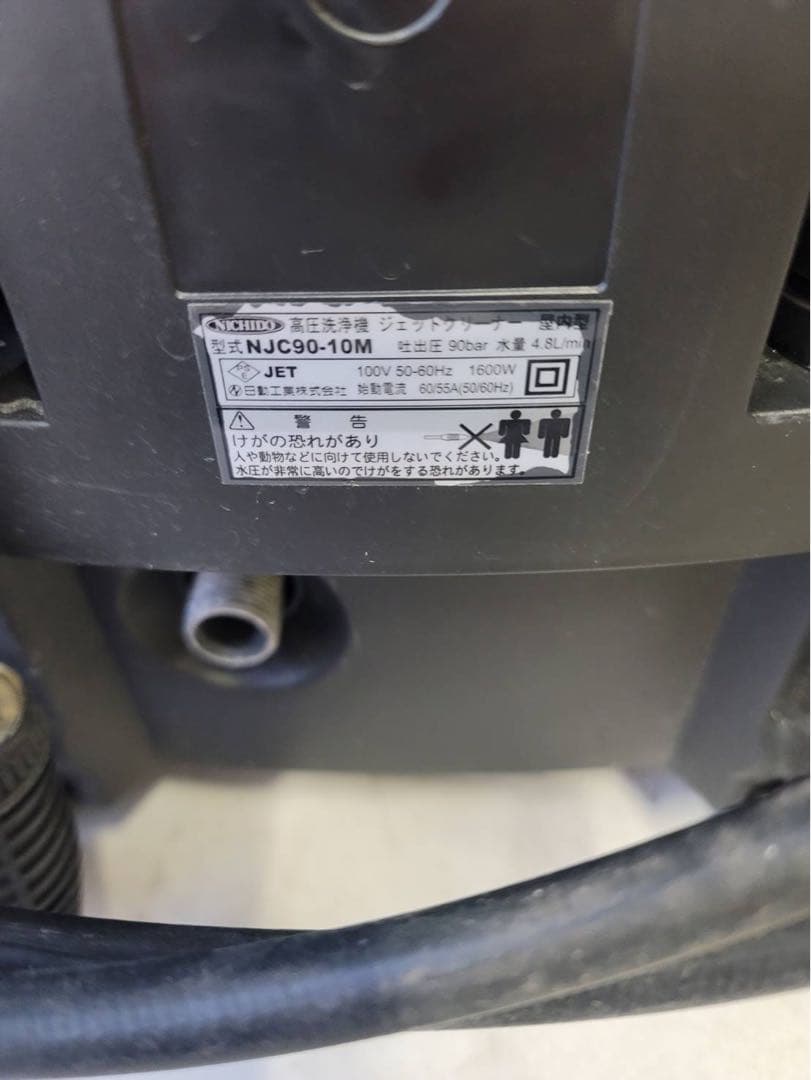 NICHIDO 高圧洗浄機 ジェットクリーナー 屋内型
型式 NJC90-10M 吐出圧 90bar 水量 4.8L/min
PS E JET 100V 50-60Hz 1600W
日動工業株式会社 始動電流 60/55A(50/60Hz)
警告
けがの恐れがあり
人や動物などに向けて使用しないでください。
水圧が非常に高いのでけがをする恐れがあります。